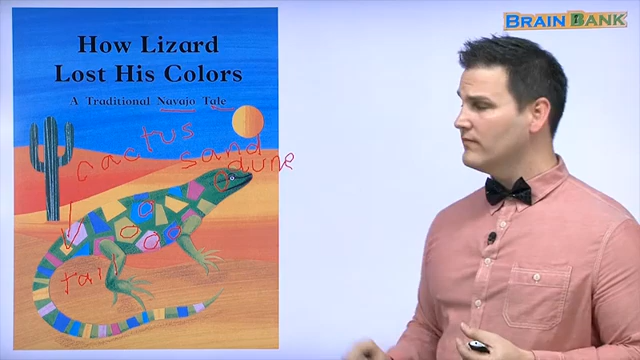 BRAIN BANK
How Lizard
Lost His Colors
A Traditional Navajo Tale
cactus
sand
dune
tail